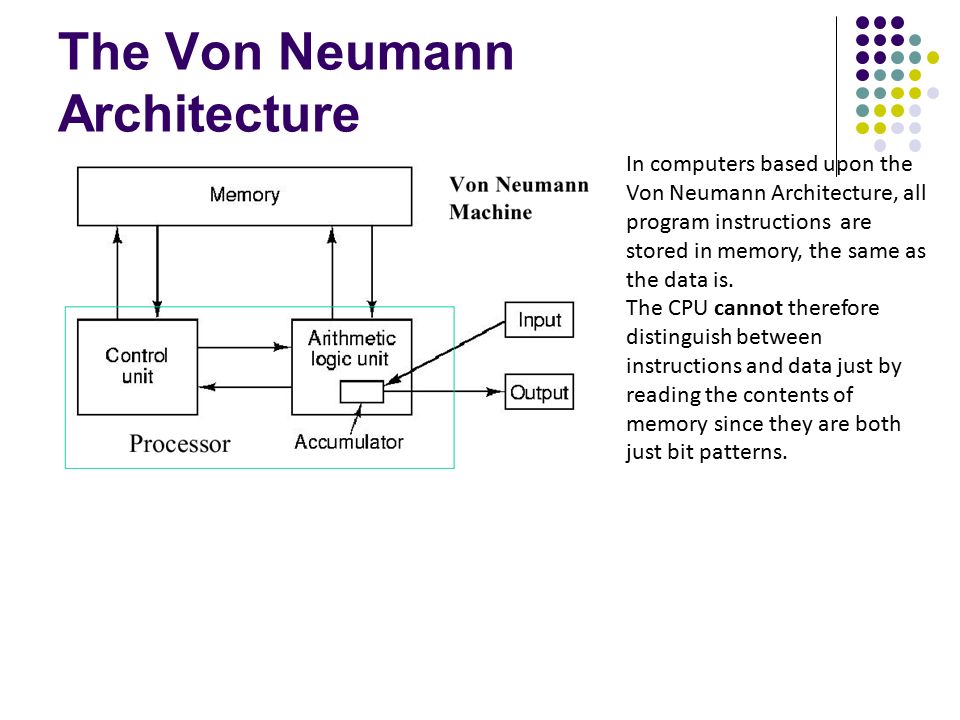 The Von Neumann
Architecture
Memory
Von Neumann
Machine
Control
unit
Arithmetic
logic unit
Input
Output
Accumulator
Processor
In computers based upon the
Von Neumann Architecture, all
program instructions are
stored in memory, the same as
the data is.
The CPU cannot therefore
distinguish between
instructions and data just by
reading the contents of
memory since they are both
just bit patterns.